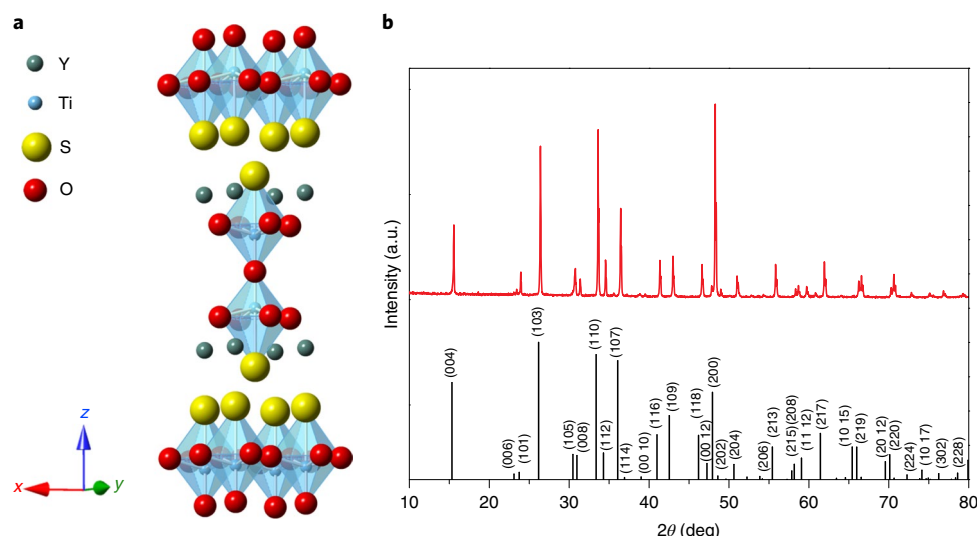 a
Y
Ti
S
O
z
x
y
b
Intensity (a.u.)
(004)
(006)
(101)
(103)
(105)
(008)
(110)
(112)
(107)
(114)
(00 10)
(116)
(109)
(118)
(00 12)
(200)
(202)
(204)
(206)
(213)
(215)(208)
(11 12)
(217)
(10 15)
(219)
(20 12)
(220)
(224)
(10 17)
(302)
(228)
10 20 30 40 50 60 70 80
2θ (deg)